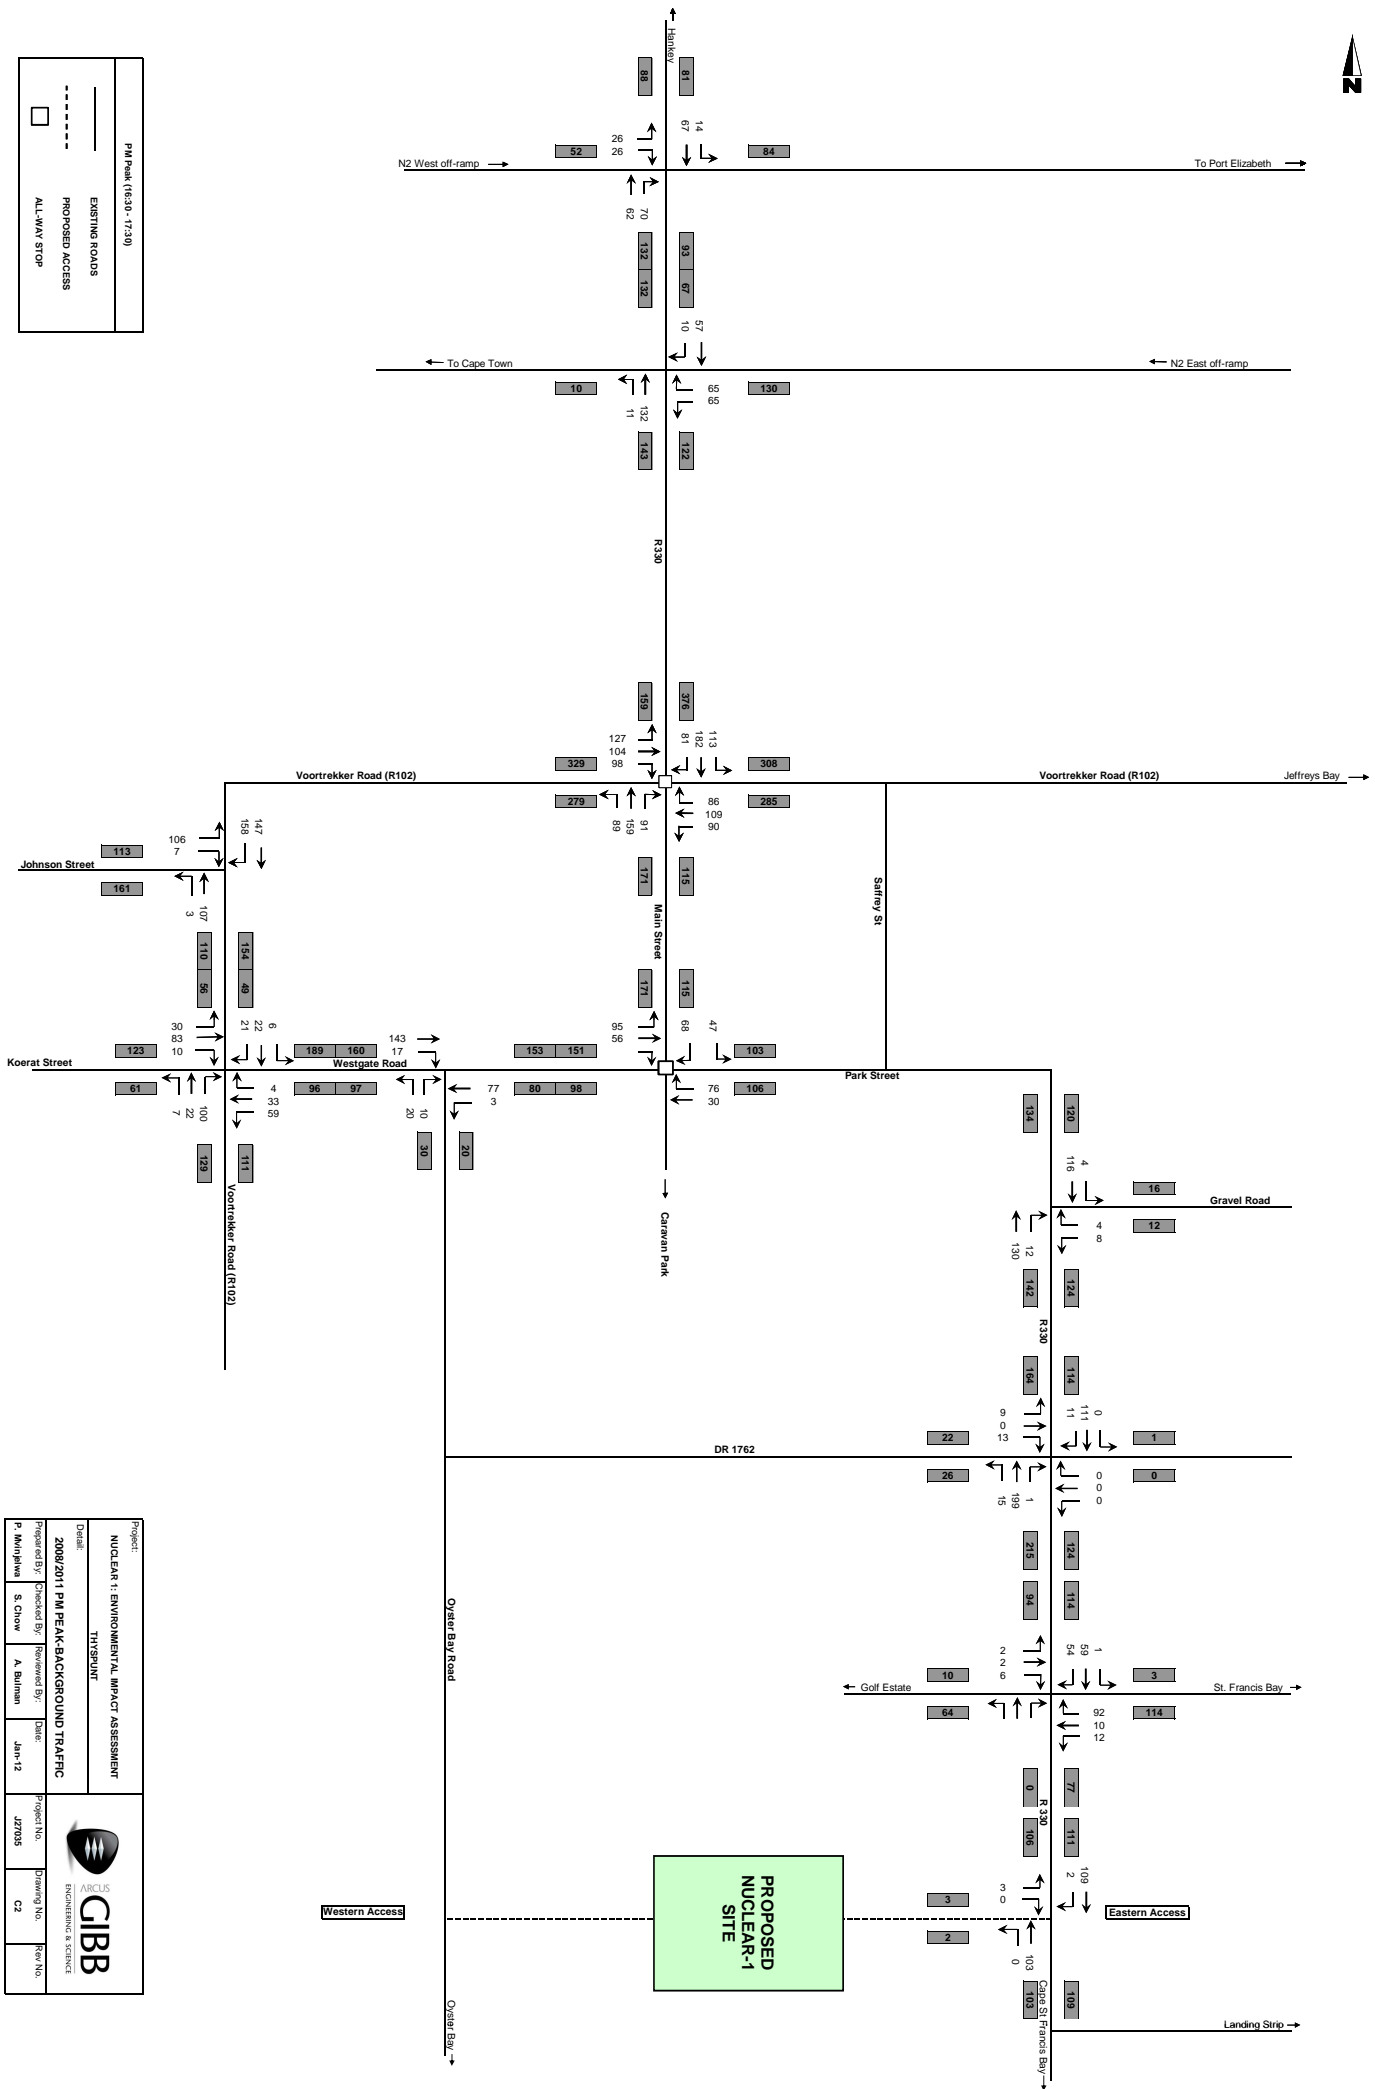 Hankey
N
88
81
67
14
26
26
52
84
N2 West off-ramp
To Port Elizabeth
62
70
132
132
93
67
10
57
To Cape Town
N2 East off-ramp
10
65
65
130
11
132
143
122
R330
PM Peak (16:30 - 17:30)
EXISTING ROADS
PROPOSED ACCESS
ALL-WAY STOP
159
376
127
104
98
81
182
113
329
308
Voortrekker Road (R102)
Voortrekker Road (R102)
Jeffreys Bay
279
86
109
90
285
89
159
91
106
7
158
147
113
Johnson Street
161
3
107
171
115
Main Street
Saffrey St
110
56
154
49
171
115
30
83
10
21
22
6
143
17
95
56
68
47
123
189
160
153
151
103
Koerat Street
Westgate Road
Park Street
61
4
33
59
96
97
77
3
80
98
76
30
106
7
22
100
20
10
129
111
30
20
Voortrekker Road (R102)
Caravan Park
134
120
116
4
16
Gravel Road
12
4
8
130
12
142
124
R330
164
114
9
0
13
11
111
0
22
1
DR 1762
26
0
0
0
0
15
199
1
215
124
94
114
Oyster Bay Road
2
2
6
54
59
1
10
3
Golf Estate
St. Francis Bay
64
92
10
12
114
0
77
R 330
106
111
3
0
2
109
3
PROPOSED
NUCLEAR-1
SITE
Western Access
Eastern Access
2
0
103
103
109
Cape St Francis Bay
Landing Strip
Oyster Bay
Project:
NUCLEAR 1: ENVIRONMENTAL IMPACT ASSESSMENT
THYSPUNT
Detail:
2008/2011 PM PEAK-BACKGROUND TRAFFIC
Prepared By:
Checked By:
Reviewed By:
Date:
Project No.
Drawing No.
Rev No.
P. Mvinjelwa
S. Chow
A. Bulman
Jan-12
J27035
C2
ARCUS
GIBB
ENGINEERING & SCIENCE